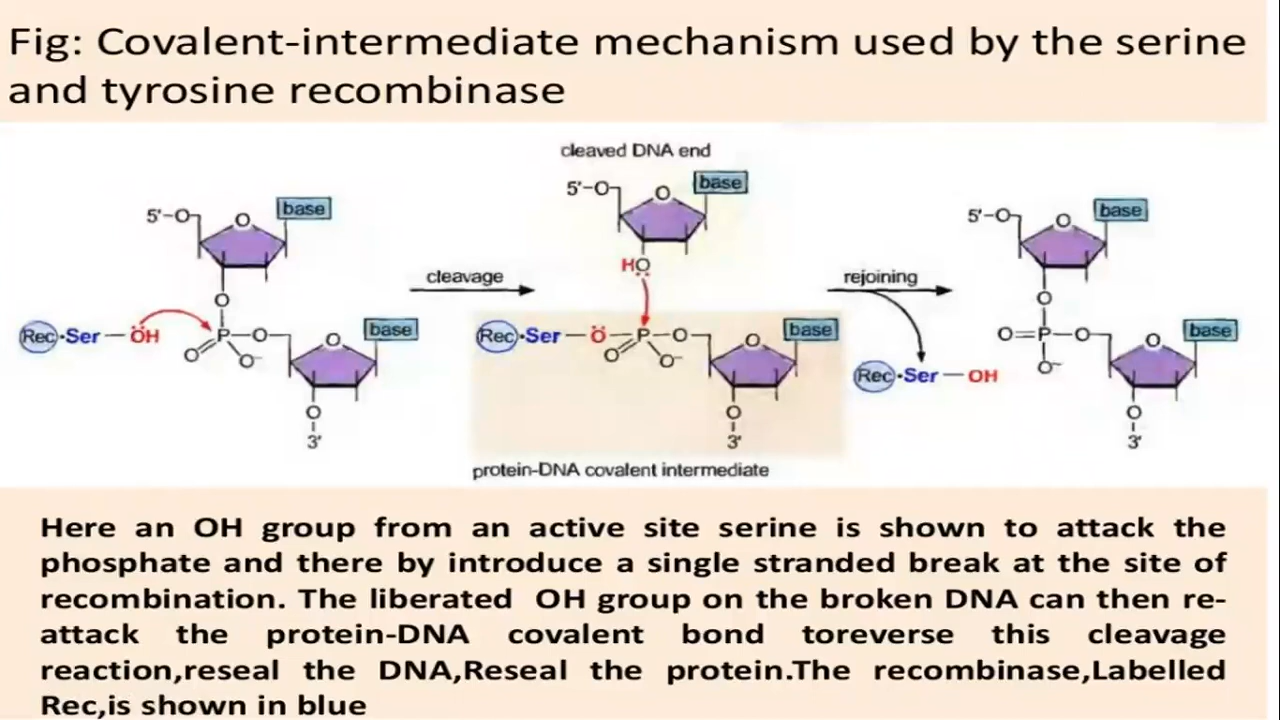 Fig: Covalent-intermediate mechanism used by the serine
and tyrosine recombinase
cleaved DNA end
5'-O
O
base
HO
5'-O
O
base
O
Rec•Ser—OH
P—O
O
O⁻
O
base
O
3'
cleavage
Rec•Ser—O—P—O
O
O⁻
O
base
O
3'
protein-DNA covalent intermediate
rejoining
Rec•Ser—OH
5'-O
O
base
O
O=P—O
O⁻
O
base
O
3'
Here an OH group from an active site serine is shown to attack the
phosphate and there by introduce a single stranded break at the site of
recombination. The liberated OH group on the broken DNA can then re-
attack the protein-DNA covalent bond toreverse this cleavage
reaction,reseal the DNA,Reseal the protein.The recombinase,Labelled
Rec,is shown in blue